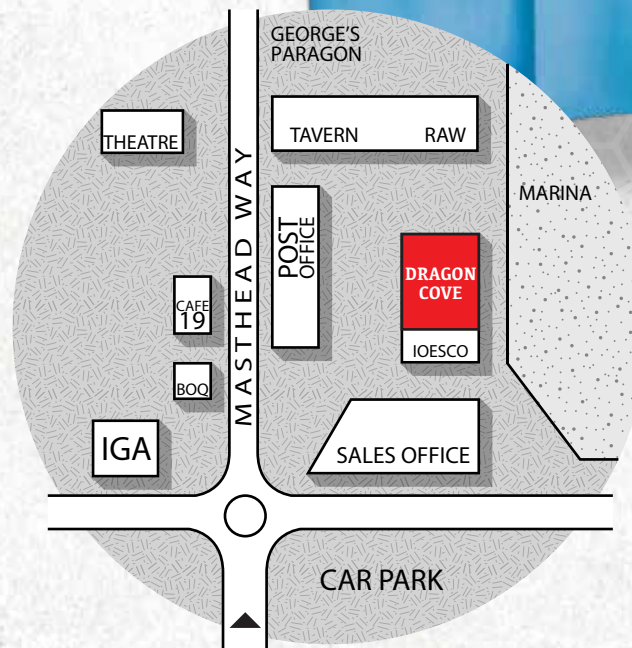 GEORGE'S
PARAGON
THEATRE
TAVERN RAW
MASTHEAD WAY
POST
OFFICE
MARINA
DRAGON
COVE
CAFE
19
IOESCO
BOQ
IGA
SALES OFFICE
CAR PARK